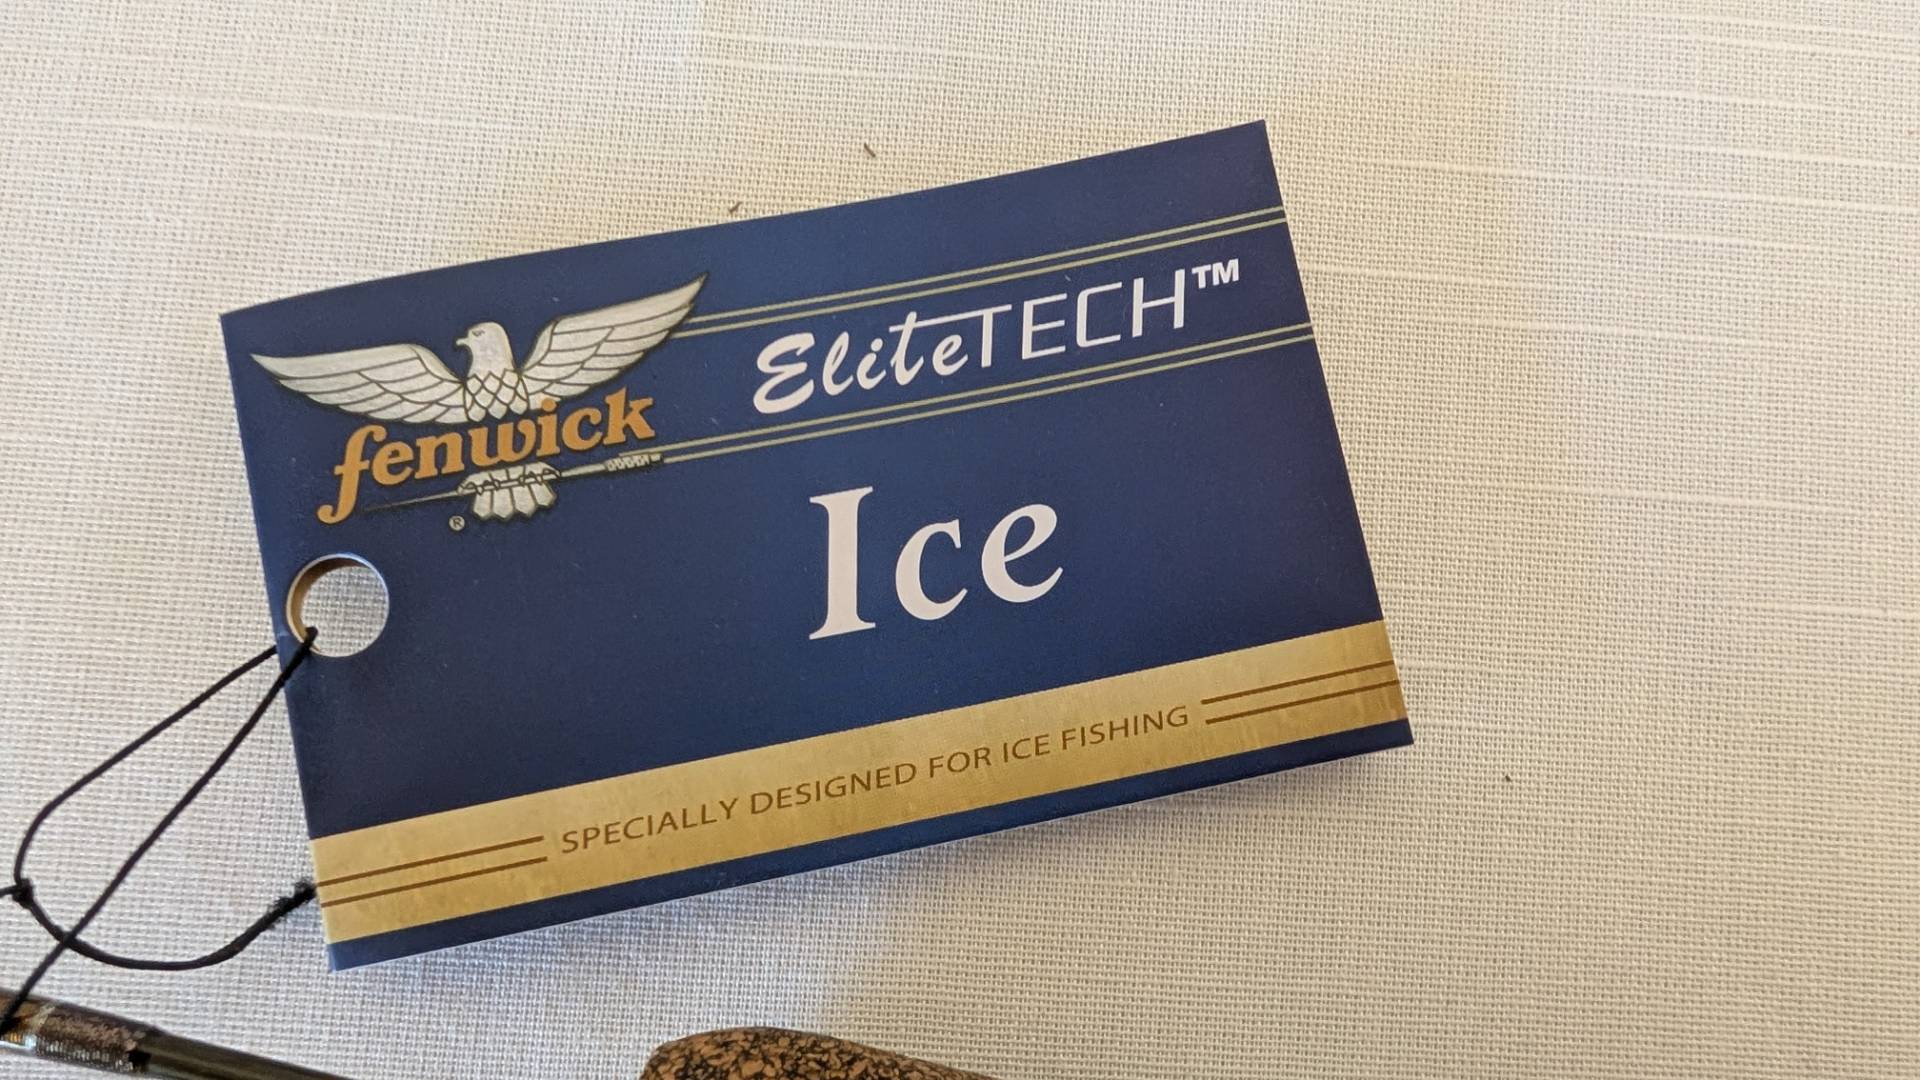 fenwick
®
EliteTECH™
Ice
SPECIALLY DESIGNED FOR ICE FISHING